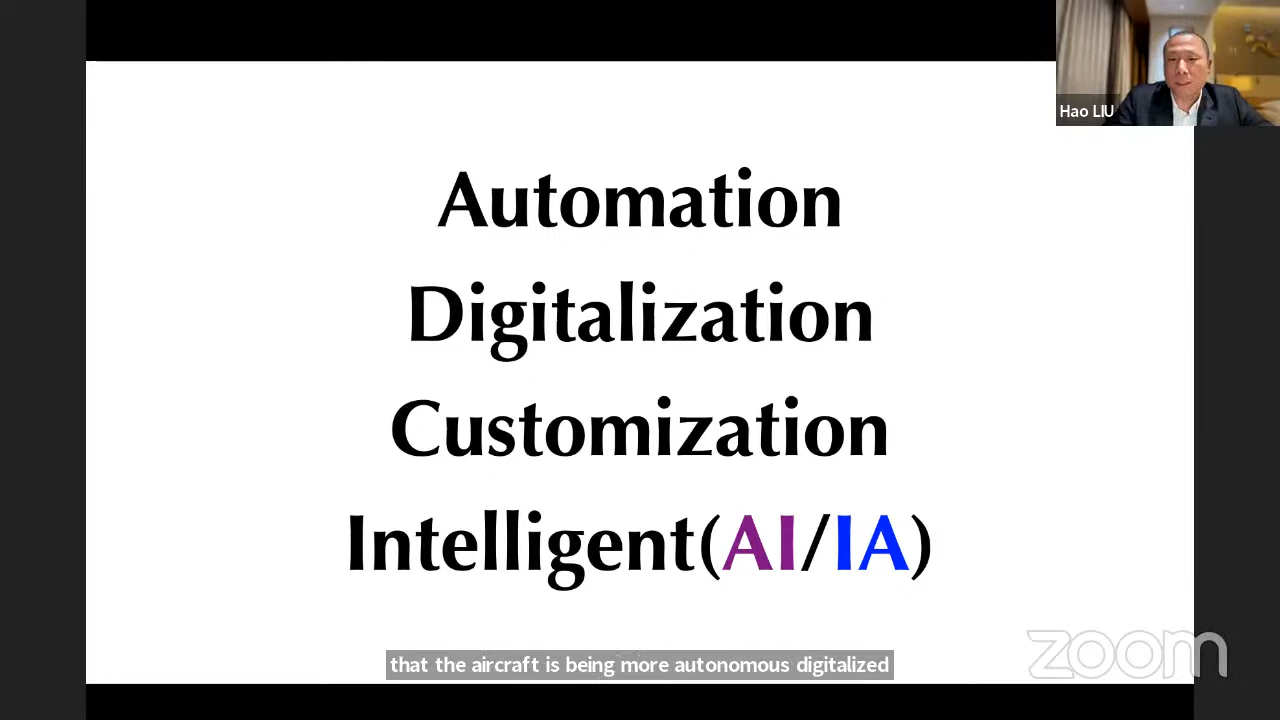 Hao LIU
Automation
Digitalization
Customization
Intelligent(AI/IA)
that the aircraft is being more autonomous digitalized
zoom